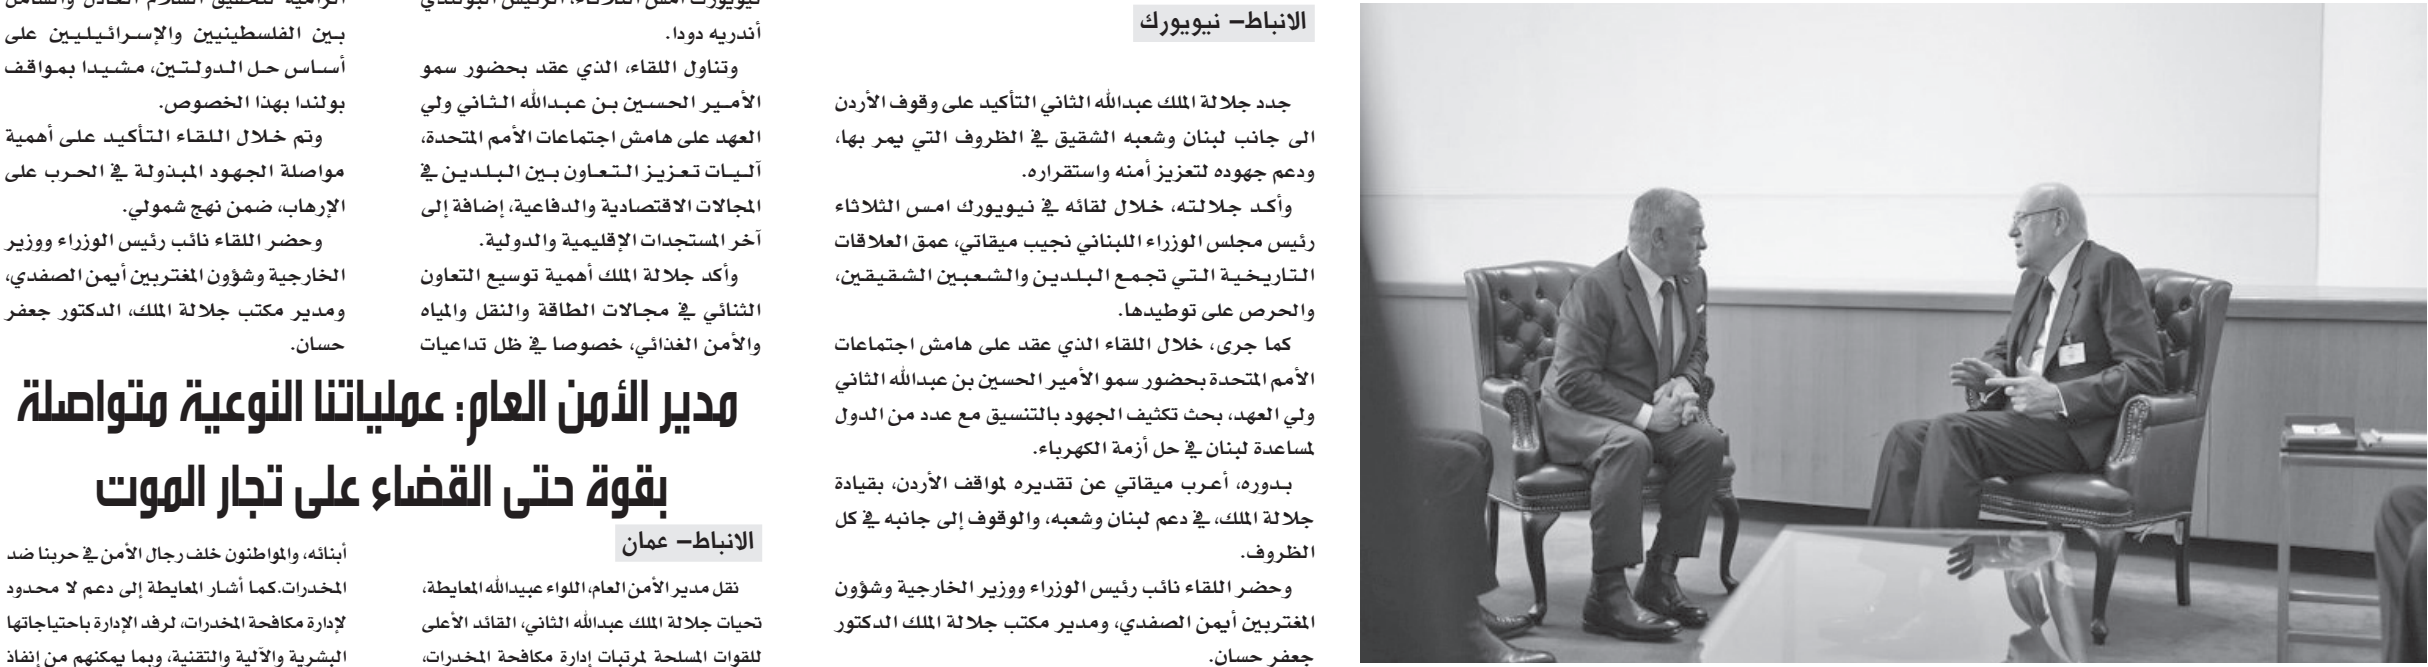 الانباط– نيويورك
جدد جلالة الملك عبدالله الثاني التأكيد على وقوف الأردن
الى جانب لبنان وشعبه الشقيق في الظروف التي يمر بها،
ودعم جهوده لتعزيز أمنه واستقراره.
وأكد جلالته، خلال لقائه في نيويورك امس الثلاثاء
رئيس مجلس الوزراء اللبناني نجيب ميقاتي، عمق العلاقات
التاريخية التي تجمع البلدين والشعبين الشقيقين،
والحرص على توطيدها.
كما جرى، خلال اللقاء الذي عقد على هامش اجتماعات
الأمم المتحدة بحضور سمو الأمير الحسين بن عبدالله الثاني
ولي العهد، بحث تكثيف الجهود بالتنسيق مع عدد من الدول
لمساعدة لبنان في حل أزمة الكهرباء.
بدوره، أعرب ميقاتي عن تقديره لمواقف الأردن، بقيادة
جلالة الملك، في دعم لبنان وشعبه، والوقوف إلى جانبه في كل
الظروف.
وحضر اللقاء نائب رئيس الوزراء ووزير الخارجية وشؤون
المغتربين أيمن الصفدي، ومدير مكتب جلالة الملك الدكتور
جعفر حسان.
نيويورك امس الثلاثاء، الرئيس البولندي
أندريه دودا.
وتناول اللقاء، الذي عقد بحضور سمو
الأمير الحسين بن عبدالله الثاني ولي
العهد على هامش اجتماعات الأمم المتحدة،
آليات تعزيز التعاون بين البلدين في
المجالات الاقتصادية والدفاعية، إضافة إلى
آخر المستجدات الإقليمية والدولية.
وأكد جلالة الملك أهمية توسيع التعاون
الثنائي في مجالات الطاقة والنقل والمياه
والأمن الغذائي، خصوصا في ظل تداعيات
الرامية لتحقيق السلام العادل والشامل
بين الفلسطينيين والإسرائيليين على
أساس حل الدولتين، مشيدا بمواقف
بولندا بهذا الخصوص.
وتم خلال اللقاء التأكيد على أهمية
مواصلة الجهود المبذولة في الحرب على
الإرهاب، ضمن نهج شمولي.
وحضر اللقاء نائب رئيس الوزراء ووزير
الخارجية وشؤون المغتربين أيمن الصفدي،
ومدير مكتب جلالة الملك، الدكتور جعفر
حسان.
مدير الأمن العام: عملياتنا النوعية متواصلة
بقوة حتى القضاء على تجار الموت
الانباط– عمان
نقل مدير الأمن العام، اللواء عبيدالله المعايطة،
تحيات جلالة الملك عبدالله الثاني، القائد الأعلى
للقوات المسلحة لمرتبات إدارة مكافحة المخدرات،
أبنائه، والمواطنون خلف رجال الأمن في حربنا ضد
المخدرات.كما أشار المعايطة إلى دعم لا محدود
لإدارة مكافحة المخدرات، لرفد الإدارة باحتياجاتها
البشرية والآلية والتقنية، وبما يمكنهم من إنفاذ